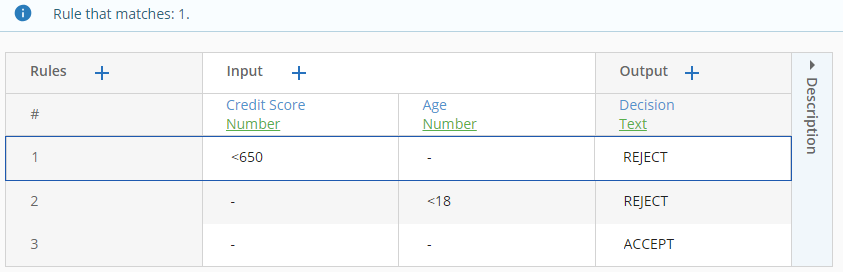 Rule that matches: 1.
Rules + Input + Output +
# Credit Score Age Decision
Number Number Text
1 <650 - REJECT
2 - <18 REJECT
3 - - ACCEPT
Description